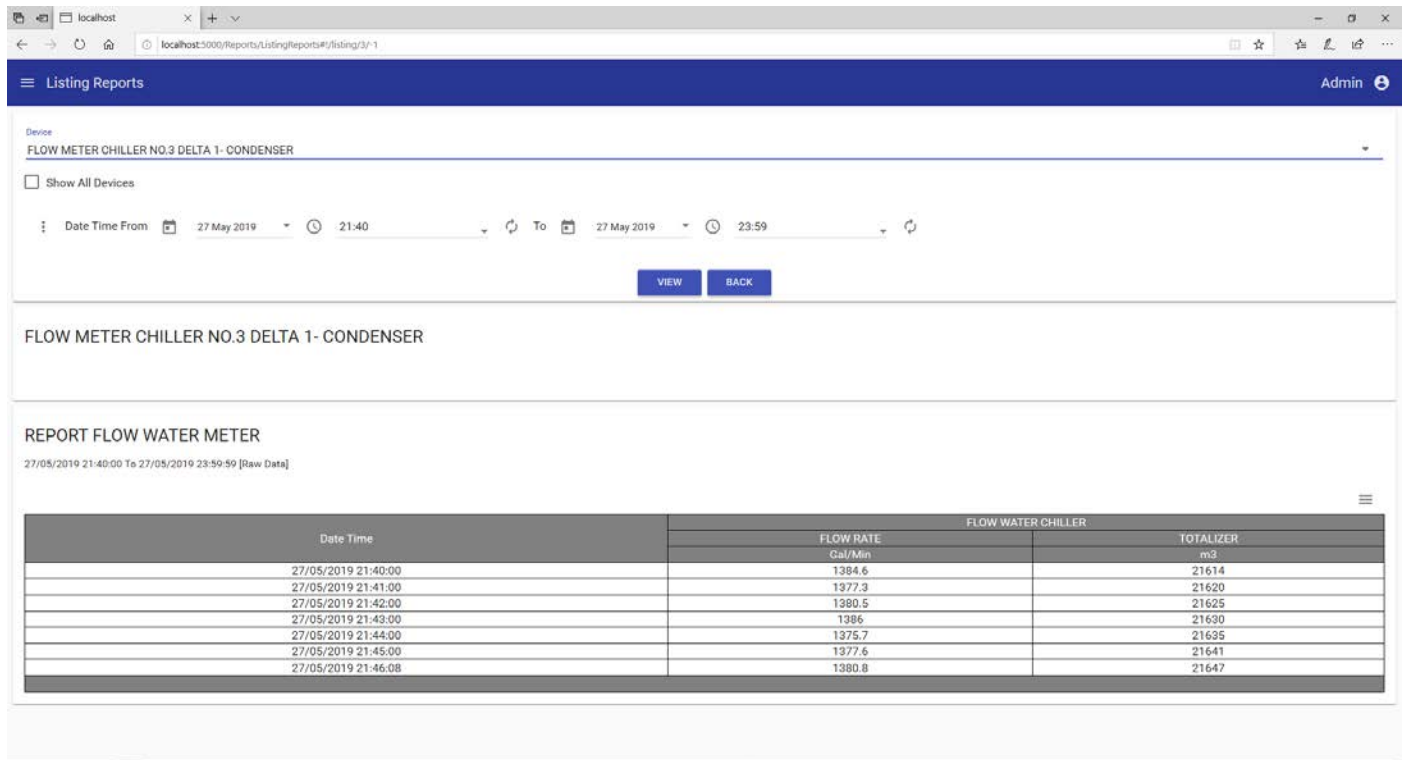 localhost
localhost:5000/Reports/ListingReports#!/listing/3/-1
Listing Reports
Admin
Device
FLOW METER CHILLER NO.3 DELTA 1- CONDENSER
Show All Devices
Date Time From 27 May 2019 21:40 To 27 May 2019 23:59
VIEW BACK
FLOW METER CHILLER NO.3 DELTA 1- CONDENSER
REPORT FLOW WATER METER
27/05/2019 21:40:00 To 27/05/2019 23:59:59 [Raw Data]
FLOW WATER CHILLER
Date Time FLOW RATE TOTALIZER
Gal/Min m3
27/05/2019 21:40:00 1384.6 21614
27/05/2019 21:41:00 1377.3 21620
27/05/2019 21:42:00 1380.5 21625
27/05/2019 21:43:00 1386 21630
27/05/2019 21:44:00 1375.7 21635
27/05/2019 21:45:00 1377.6 21641
27/05/2019 21:46:08 1380.8 21647